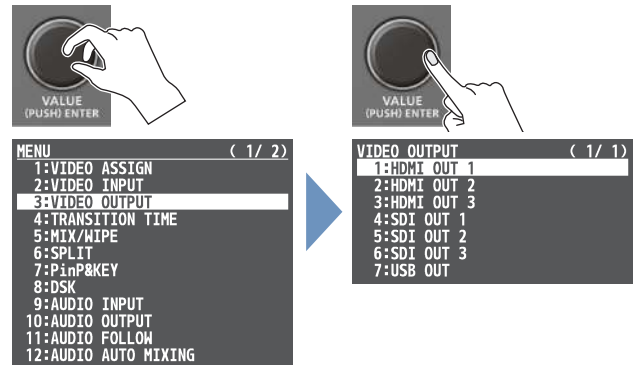 VALUE
(PUSH) ENTER
MENU ( 1/ 2)
1:VIDEO ASSIGN
2:VIDEO INPUT
3:VIDEO OUTPUT
4:TRANSITION TIME
5:MIX/WIPE
6:SPLIT
7:PinP&KEY
8:DSK
9:AUDIO INPUT
10:AUDIO OUTPUT
11:AUDIO FOLLOW
12:AUDIO AUTO MIXING
VALUE
(PUSH) ENTER
VIDEO OUTPUT ( 1/ 1)
1:HDMI OUT 1
2:HDMI OUT 2
3:HDMI OUT 3
4:SDI OUT 1
5:SDI OUT 2
6:SDI OUT 3
7:USB OUT